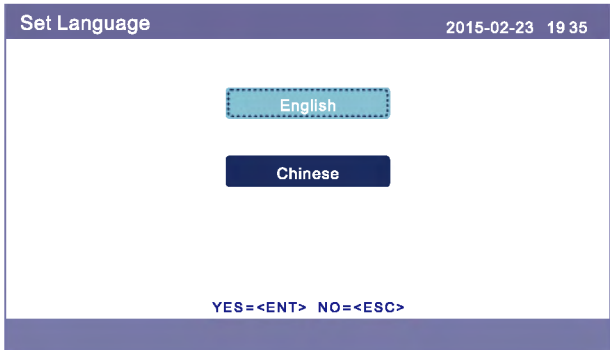 Set Language
2015-02-23 19 35
English
Chinese
YES=<ENT> NO=<ESC>